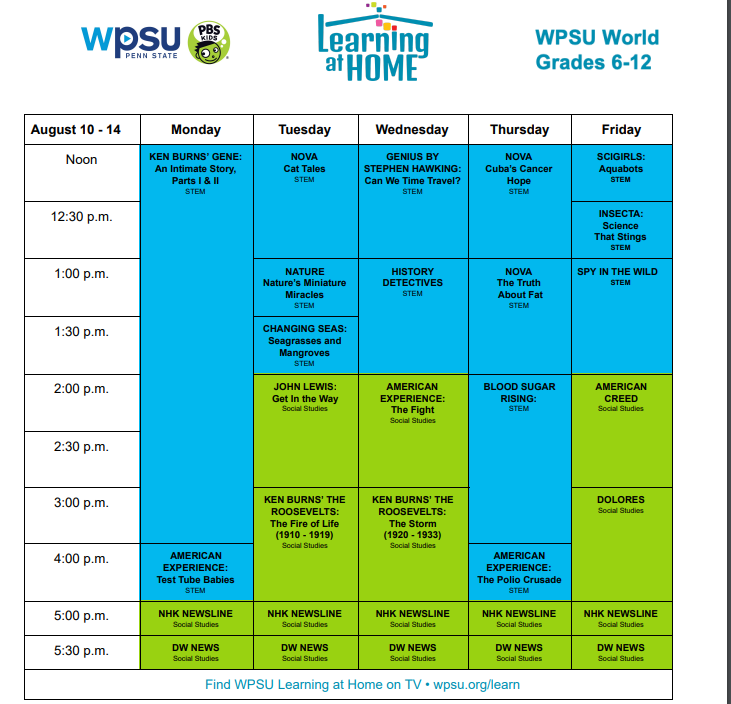 WPSU
PENN STATE
PBS
KIDS
Learning
at HOME
WPSU World
Grades 6-12
August 10 - 14
Monday
Tuesday
Wednesday
Thursday
Friday
Noon
KEN BURNS' GENE:
An Intimate Story,
Parts I & II
STEM
NOVA
Cat Tales
STEM
GENIUS BY
STEPHEN HAWKING:
Can We Time Travel?
STEM
NOVA
Cuba's Cancer
Hope
STEM
SCIGIRLS:
Aquabots
STEM
12:30 p.m.
INSECTA:
Science
That Stings
STEM
1:00 p.m.
NATURE
Nature's Miniature
Miracles
STEM
HISTORY
DETECTIVES
STEM
NOVA
The Truth
About Fat
STEM
SPY IN THE WILD
STEM
1:30 p.m.
CHANGING SEAS:
Seagrasses and
Mangroves
STEM
2:00 p.m.
JOHN LEWIS:
Get In the Way
Social Studies
AMERICAN
EXPERIENCE:
The Fight
Social Studies
BLOOD SUGAR
RISING:
STEM
AMERICAN
CREED
Social Studies
2:30 p.m.
3:00 p.m.
KEN BURNS' THE
ROOSEVELTS:
The Fire of Life
(1910 - 1919)
Social Studies
KEN BURNS' THE
ROOSEVELTS:
The Storm
(1920 - 1933)
Social Studies
DOLORES
Social Studies
4:00 p.m.
AMERICAN
EXPERIENCE:
Test Tube Babies
STEM
AMERICAN
EXPERIENCE:
The Polio Crusade
STEM
5:00 p.m.
NHK NEWSLINE
Social Studies
NHK NEWSLINE
Social Studies
NHK NEWSLINE
Social Studies
NHK NEWSLINE
Social Studies
NHK NEWSLINE
Social Studies
5:30 p.m.
DW NEWS
Social Studies
DW NEWS
Social Studies
DW NEWS
Social Studies
DW NEWS
Social Studies
DW NEWS
Social Studies
Find WPSU Learning at Home on TV • wpsu.org/learn